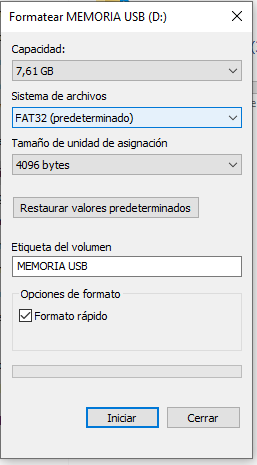 Formatear MEMORIA USB (D:)
Capacidad:
7,61 GB
Sistema de archivos
FAT32 (predeterminado)
Tamaño de unidad de asignación
4096 bytes
Restaurar valores predeterminados
Etiqueta del volumen
MEMORIA USB
Opciones de formato
Formato rápido
Iniciar
Cerrar